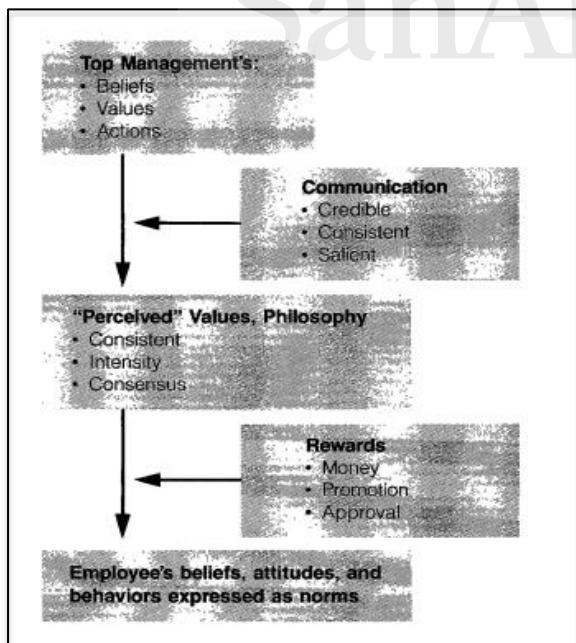 SanAr
Top Management's:
• Beliefs
• Values
• Actions
Communication
• Credible
• Consistent
• Salient
"Perceived" Values, Philosophy
• Consistent
• Intensity
• Consensus
Rewards
• Money
• Promotion
• Approval
Employee's beliefs, attitudes, and
behaviors expressed as norms